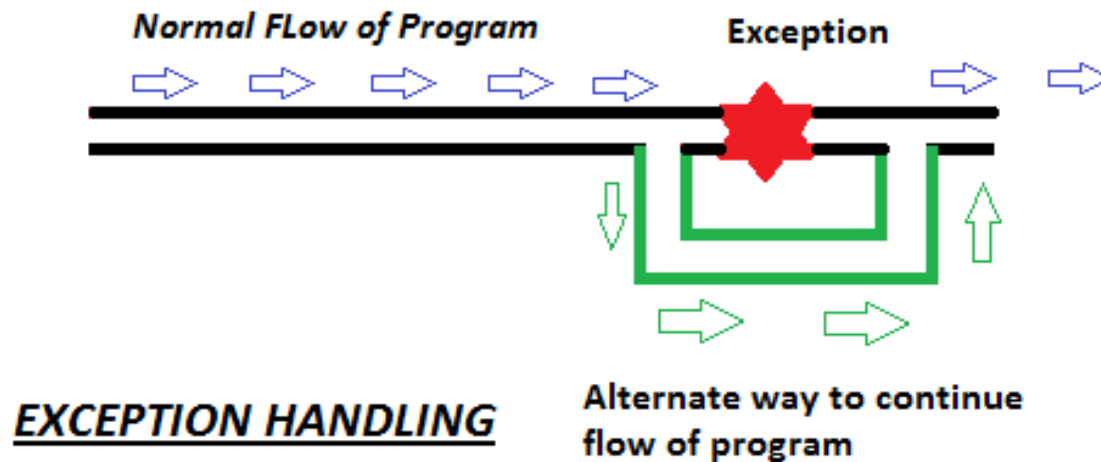 Normal FLow of Program
Exception
EXCEPTION HANDLING
Alternate way to continue
flow of program